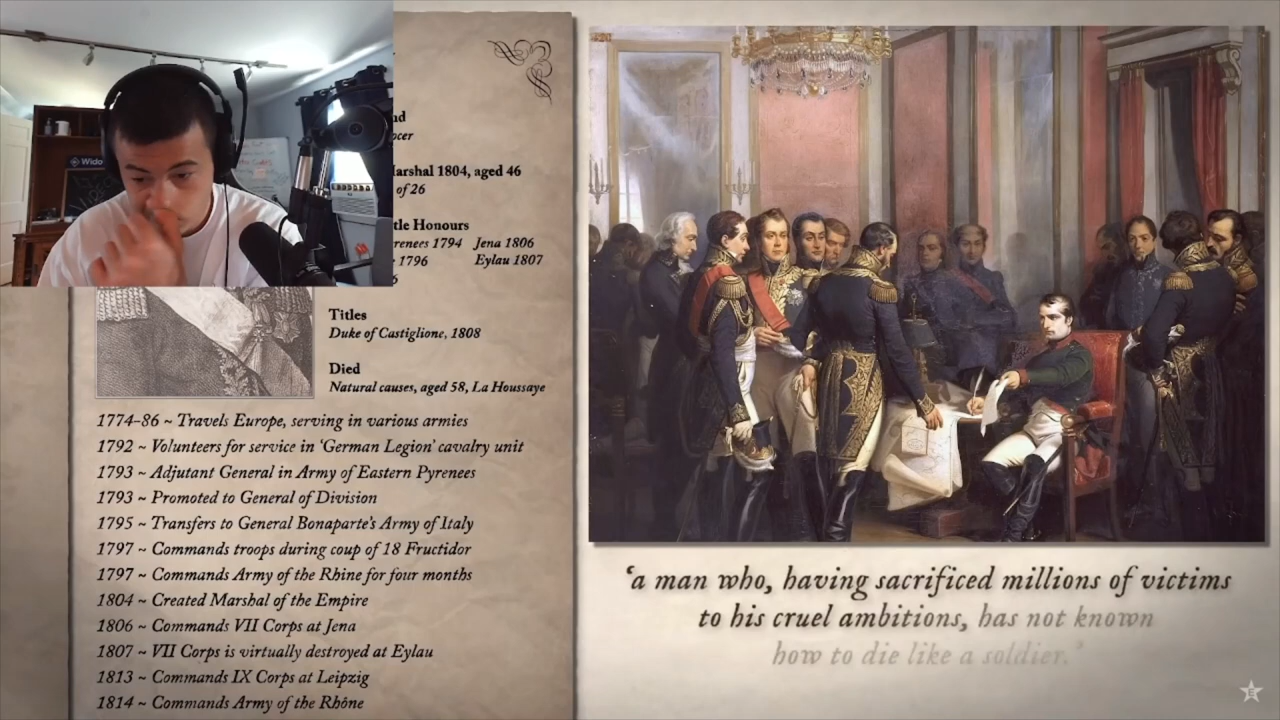 Wido
arshal 1804, aged 46
of 26
tle Honours
renees 1794 Jena 1806
1796 Eylau 1807
Titles
Duke of Castiglione, 1808
Died
Natural causes, aged 58, La Houssaye
1774-86 ~ Travels Europe, serving in various armies
1792 ~ Volunteers for service in 'German Legion' cavalry unit
1793 ~ Adjutant General in Army of Eastern Pyrenees
1793 ~ Promoted to General of Division
1795 ~ Transfers to General Bonaparte's Army of Italy
1797 ~ Commands troops during coup of 18 Fructidor
1797 ~ Commands Army of the Rhine for four months
1804 ~ Created Marshal of the Empire
1806 ~ Commands VII Corps at Jena
1807 ~ VII Corps is virtually destroyed at Eylau
1813 ~ Commands IX Corps at Leipzig
1814 ~ Commands Army of the Rhône
'a man who, having sacrificed millions of victims
to his cruel ambitions, has not known
how to die like a soldier.'
E